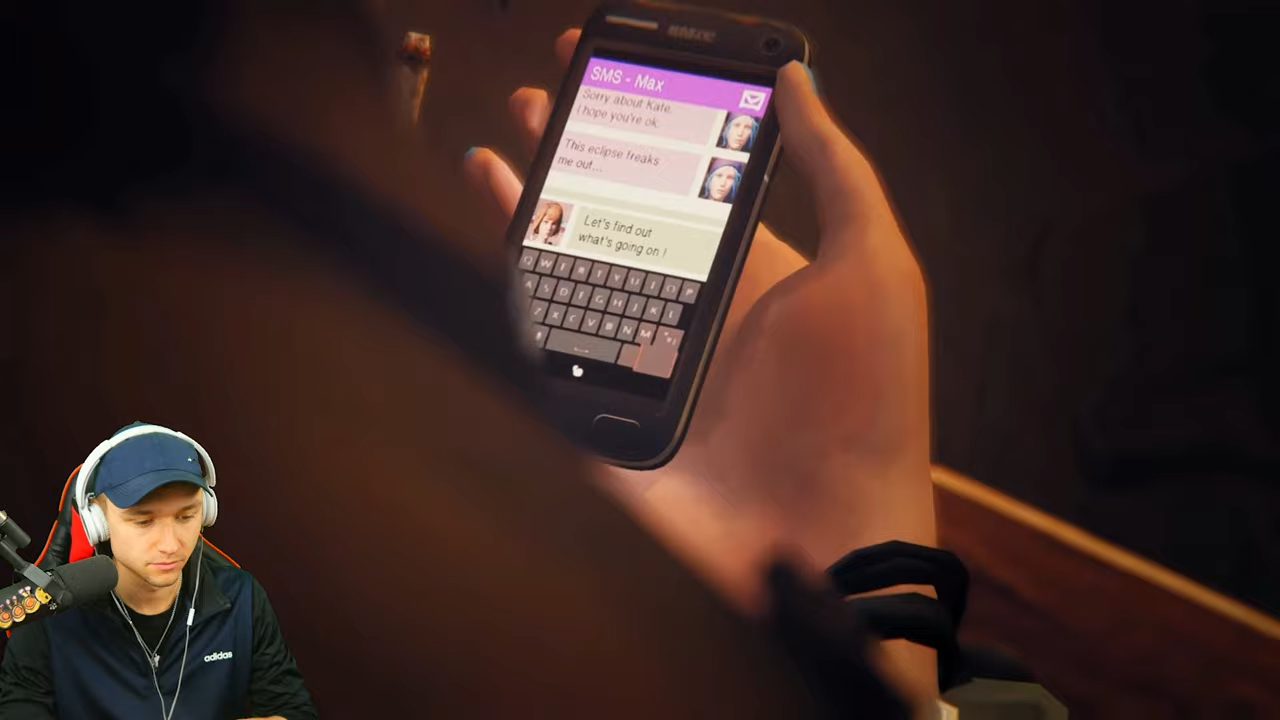 SMS - Max
Sorry about Kate.
I hope you're ok.
This eclipse freaks
me out...
Let's find out
what's going on !
Q W E R T Y U I O P
A S D F G H J K L
Z X C V B N M
adidas